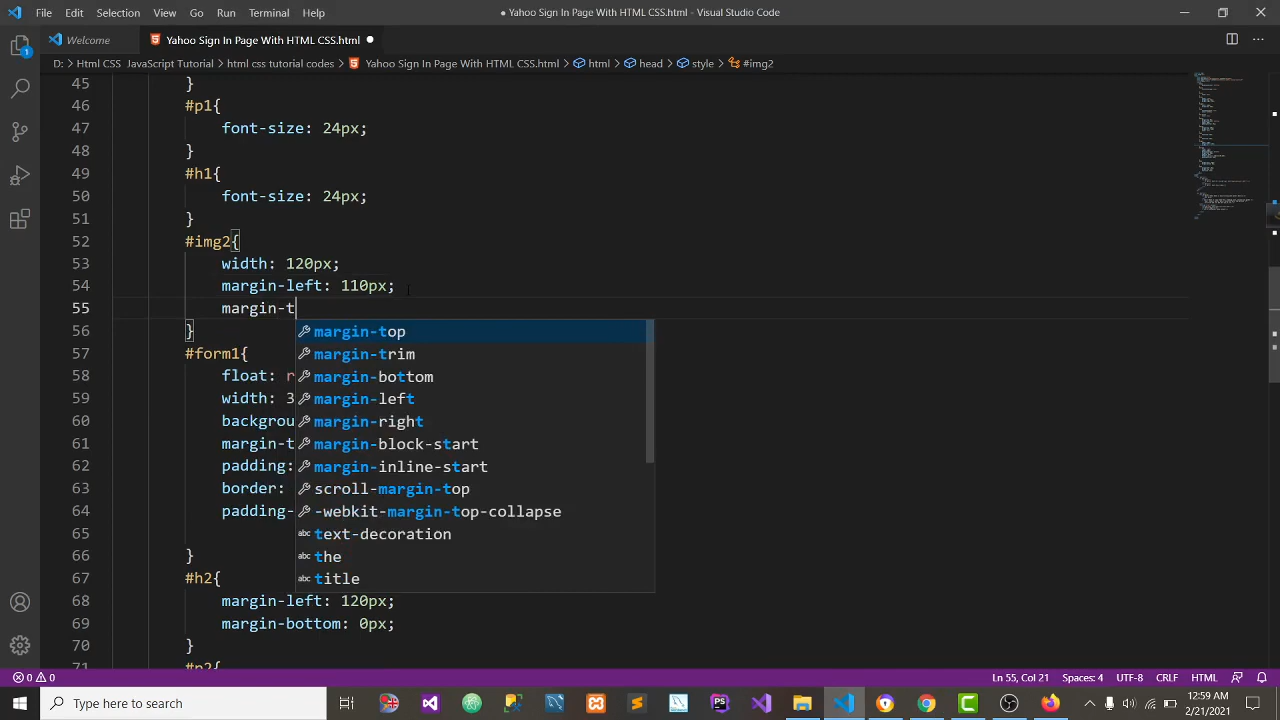 File Edit Selection View Go Run Terminal Help
● Yahoo Sign In Page With HTML CSS.html - Visual Studio Code
Welcome
Yahoo Sign In Page With HTML CSS.html ●
D: > Html CSS JavaScript Tutorial > html css tutorial codes > Yahoo Sign In Page With HTML CSS.html > html > head > style > #img2
45 }
46 #p1{
47 font-size: 24px;
48 }
49 #h1{
50 font-size: 24px;
51 }
52 #img2{
53 width: 120px;
54 margin-left: 110px;
55 margin-t
margin-top
56 }
margin-trim
57 #form1{
margin-bottom
58 float: r
margin-left
59 width: 3
margin-right
60 backgrou
margin-block-start
61 margin-t
margin-inline-start
62 padding:
scroll-margin-top
63 border:
-webkit-margin-top-collapse
64 padding-
abc text-decoration
65
abc the
66 }
abc title
67 #h2{
68 margin-left: 120px;
69 margin-bottom: 0px;
70 }
71 #p2{
0 0
Ln 55, Col 21 Spaces: 4 UTF-8 CRLF HTML
Type here to search
12:59 AM
2/21/2021